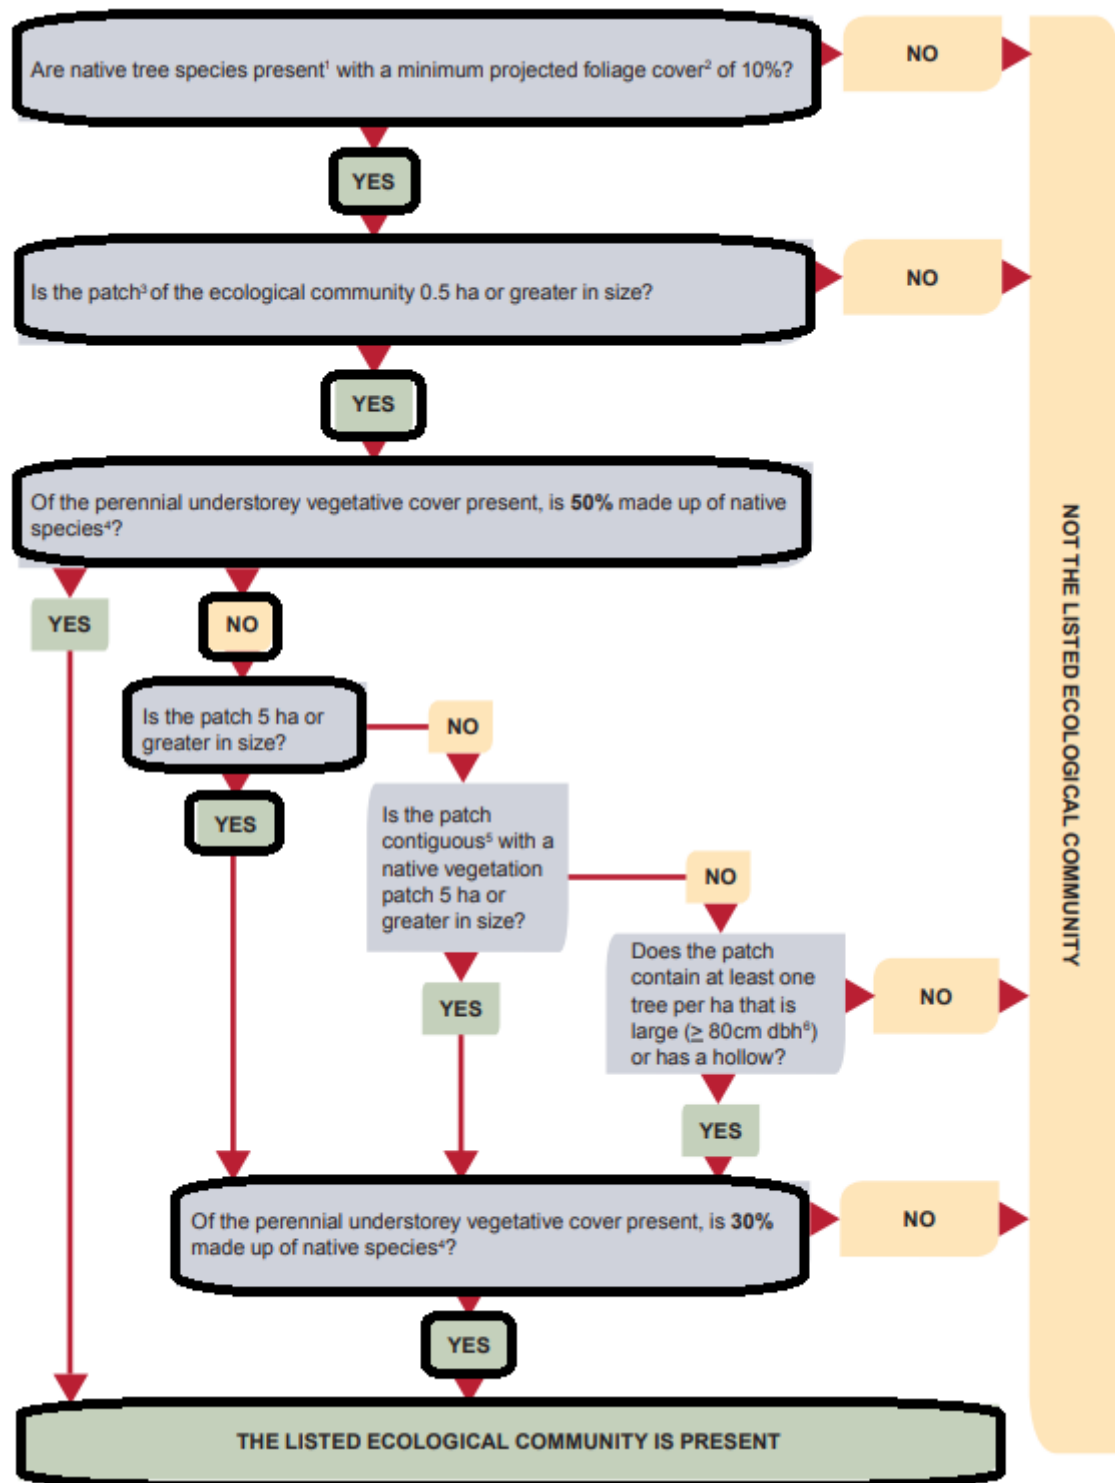 Are native tree species present¹ with a minimum projected foliage cover² of 10%?
NO
YES
Is the patch³ of the ecological community 0.5 ha or greater in size?
NO
YES
Of the perennial understorey vegetative cover present, is 50% made up of native
species⁴?
YES
NO
Is the patch 5 ha or
greater in size?
NO
YES
Is the patch
contiguous⁵ with a
native vegetation
patch 5 ha or
greater in size?
NO
YES
Does the patch
contain at least one
tree per ha that is
large (≥ 80cm dbh⁶)
or has a hollow?
NO
YES
Of the perennial understorey vegetative cover present, is 30%
made up of native species⁴?
NO
YES
THE LISTED ECOLOGICAL COMMUNITY IS PRESENT
NOT THE LISTED ECOLOGICAL COMMUNITY